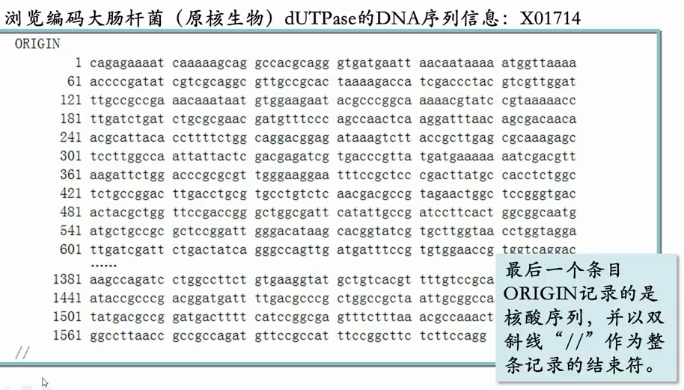 浏览编码大肠杆菌（原核生物）dUTPase的DNA序列信息：X01714
ORIGIN
1 cagagaaaat caaaaagcag gccacgcagg gtgatgaatt aacaataaaa atggttaaaa
61 accccgatat cgtcgcaggc gttgccgcac taaagaccat tcgaccctac gtcgttggat
121 ttgccgccga aacaaataat gtggaagaat acgcccggca aaaacgtatc cgtaaaaacc
181 ttgatctgat ctgcgcgaac gatgtttccc agccaactca aggatttaac agcgacaaca
241 acgcattaca ccttttctgg caggacggag ataaagtctt accgcttgag cgcaaagagc
301 tccttggcca attattactc gacgagatcg tgacccgtta tgatgaaaaa aatcgacgtt
361 aagattctgg acccgcgcgt tgggaaggaa tttccgctcc cgacttatgc cacctctggc
421 tctgccggac ttgacctgcg tgcctgtctc aacgacgccg tagaactggc tccgggtgac
481 actacgctgg ttccgaccgg gctggcgatt catattgccg atccttcact ggcggcaatg
541 atgctgccgc gctccggatt gggacataag cacggtatcg tgcttggtaa cctggtagga
601 ttgatcgatt ctgactatca gggccagttg atgatttccg tgtggaaccg tggtcaggac
......
1381 aagccagatc ctggccttct gtgaaggtat gctgtcacgt tttgtccgca
1441 ataccgcccg acggatgatt ttgacgcccg ctggccgcta attgcggcca
1501 tatgacgcgg gacgacttttt catccggcga gtttctttaa acgccaaact
1561 ggccttaacc gccgccagat gttccgccat ttccggcttc tcttccagg
//
最后一个条目
ORIGIN记录的是
核酸序列，并以双
斜线“//”作为整
条记录的结束符。